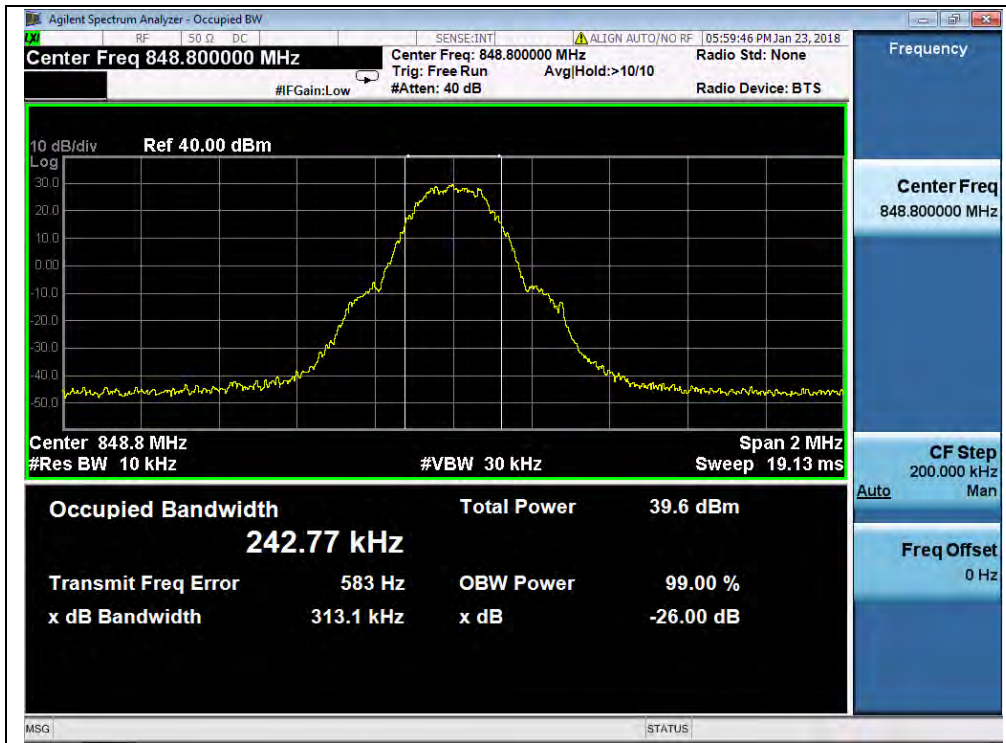 Agilent Spectrum Analyzer - Occupied BW
LXI RF 50 Ω DC SENSE:INT ALIGN AUTO/NO RF 05:59:46 PM Jan 23, 2018
Center Freq 848.800000 MHz
Center Freq: 848.800000 MHz Radio Std: None
Trig: Free Run Avg|Hold:>10/10
#IFGain:Low #Atten: 40 dB Radio Device: BTS
10 dB/div Ref 40.00 dBm
Log
30.0
20.0
10.0
0.00
-10.0
-20.0
-30.0
-40.0
-50.0
Center 848.8 MHz Span 2 MHz
#Res BW 10 kHz #VBW 30 kHz Sweep 19.13 ms
Occupied Bandwidth Total Power 39.6 dBm
242.77 kHz
Transmit Freq Error 583 Hz OBW Power 99.00 %
x dB Bandwidth 313.1 kHz x dB -26.00 dB
MSG STATUS
Frequency
Center Freq
848.800000 MHz
CF Step
200.000 kHz
Auto Man
Freq Offset
0 Hz